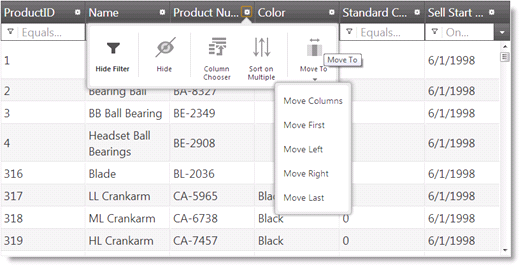 ProductID Name Product Nu... Color Standard C... Sell Start ...
Equals... Equals... On...
Hide Filter Hide Column Chooser Sort on Multiple Move To
Move To
Move Columns
Move First
Move Left
Move Right
Move Last
1 6/1/1998
2 Bearing Ball BA-8327 6/1/1998
3 BB Ball Bearing BE-2349 6/1/1998
4 Headset Ball Bearings BE-2908 6/1/1998
316 Blade BL-2036 6/1/1998
317 LL Crankarm CA-5965 6/1/1998
318 ML Crankarm CA-6738 Black 0 6/1/1998
319 HL Crankarm CA-7457 Black 0 6/1/1998